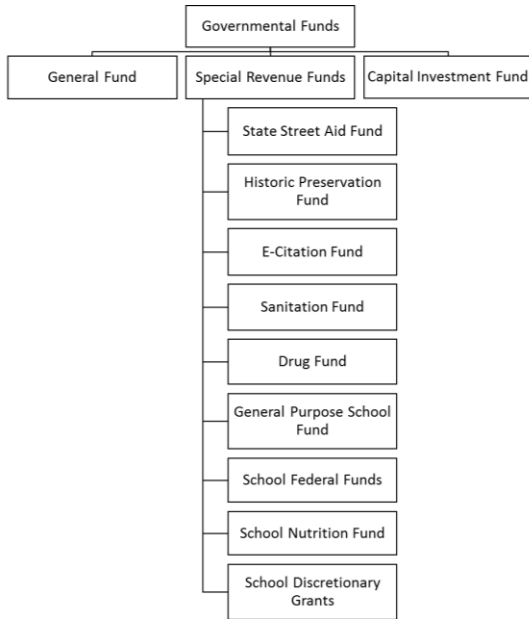 Governmental Funds
General Fund
Special Revenue Funds
Capital Investment Fund
State Street Aid Fund
Historic Preservation
Fund
E-Citation Fund
Sanitation Fund
Drug Fund
General Purpose School
Fund
School Federal Funds
School Nutrition Fund
School Discretionary
Grants